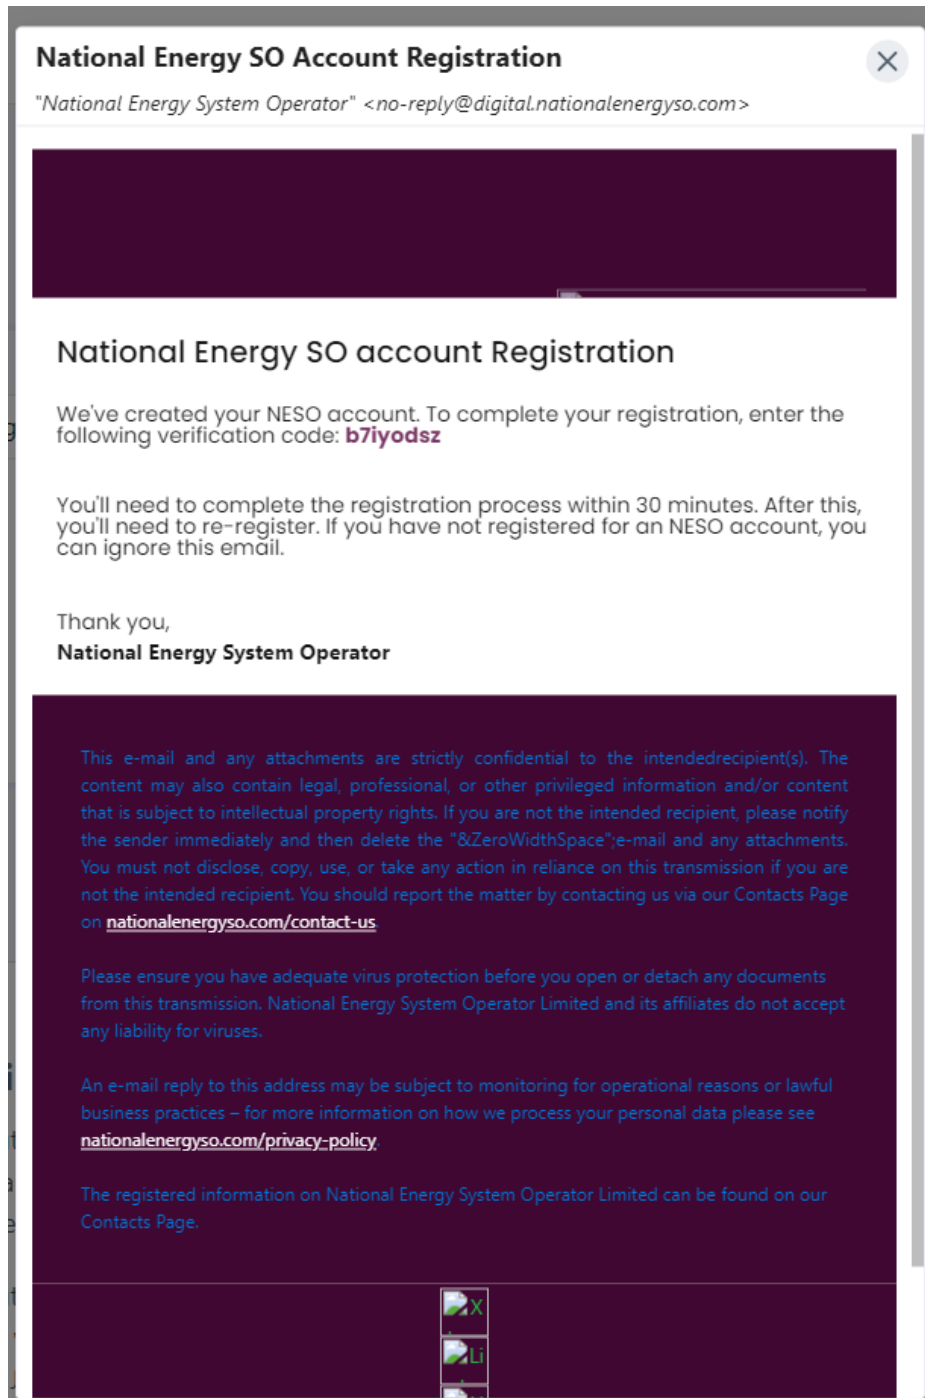 National Energy SO Account Registration
"National Energy System Operator" <no-reply@digital.nationalenergyso.com>
National Energy SO account Registration
We've created your NESO account. To complete your registration, enter the
following verification code: b7iyodsz
You'll need to complete the registration process within 30 minutes. After this,
you'll need to re-register. If you have not registered for an NESO account, you
can ignore this email.
Thank you,
National Energy System Operator
This e-mail and any attachments are strictly confidential to the intendedrecipient(s). The
content may also contain legal, professional, or other privileged information and/or content
that is subject to intellectual property rights. If you are not the intended recipient, please notify
the sender immediately and then delete the "&ZeroWidthSpace";e-mail and any attachments.
You must not disclose, copy, use, or take any action in reliance on this transmission if you are
not the intended recipient. You should report the matter by contacting us via our Contacts Page
on nationalenergyso.com/contact-us.
Please ensure you have adequate virus protection before you open or detach any documents
from this transmission. National Energy System Operator Limited and its affiliates do not accept
any liability for viruses.
An e-mail reply to this address may be subject to monitoring for operational reasons or lawful
business practices – for more information on how we process your personal data please see
nationalenergyso.com/privacy-policy.
The registered information on National Energy System Operator Limited can be found on our
Contacts Page.
X
Li